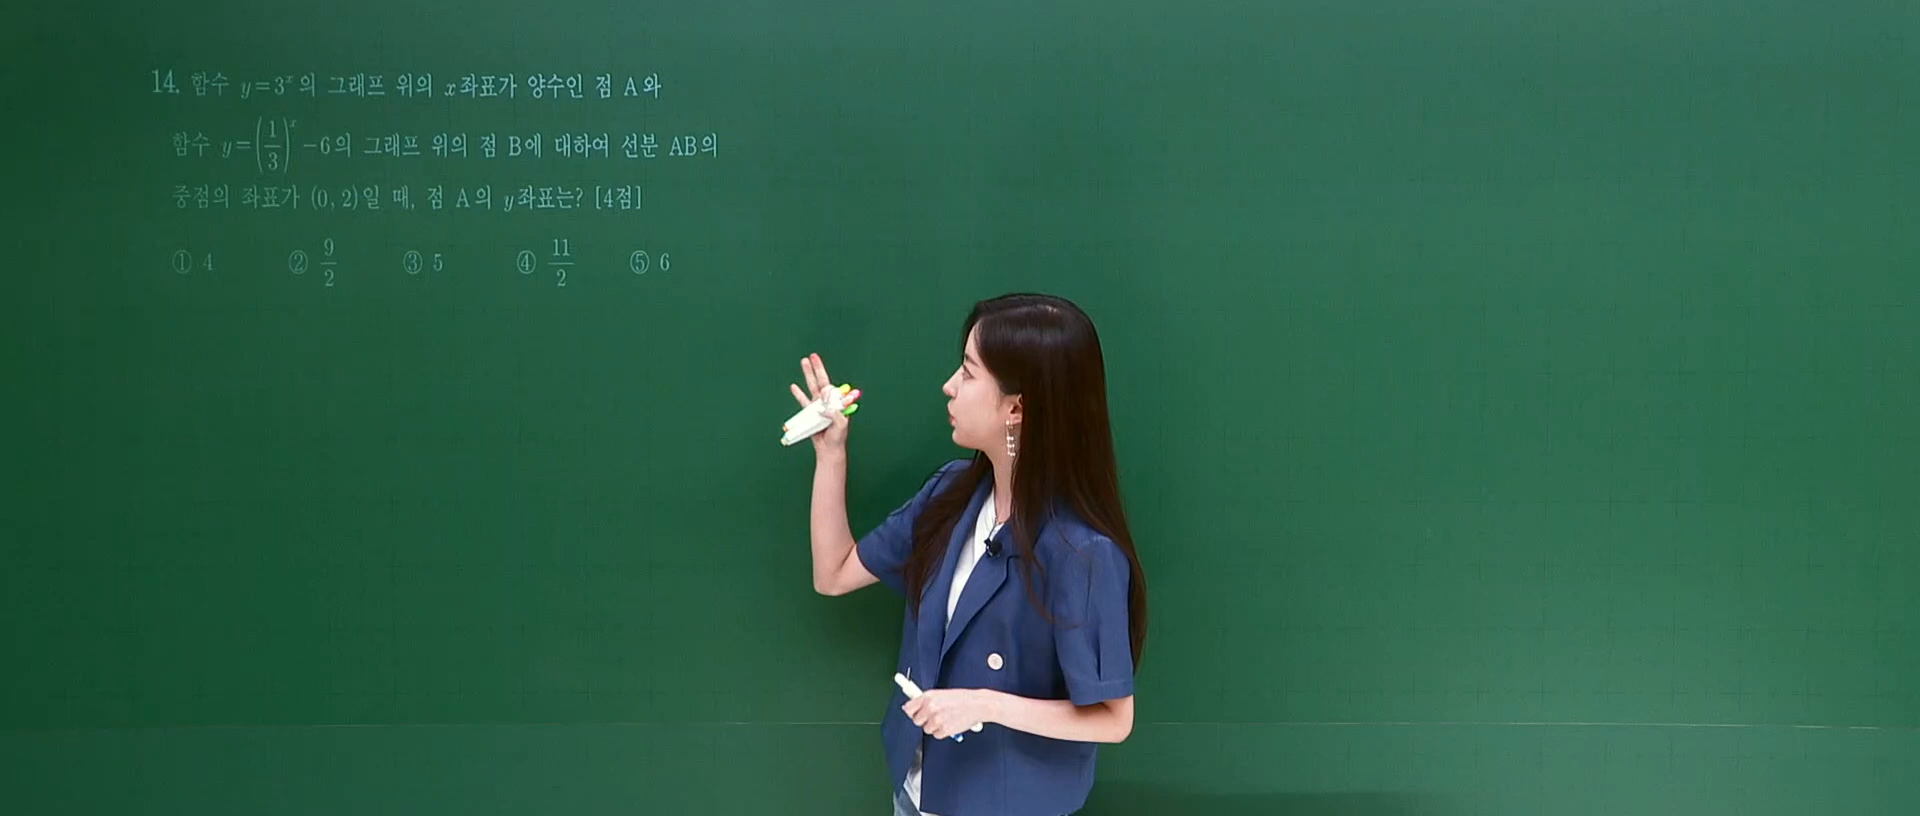 14. 함수 y=3^x의 그래프 위의 x좌표가 양수인 점 A와
함수 y=(1/3)^x -6의 그래프 위의 점 B에 대하여 선분 AB의
중점의 좌표가 (0, 2)일 때, 점 A의 y좌표는? [4점]
① 4 ② 9/2 ③ 5 ④ 11/2 ⑤ 6